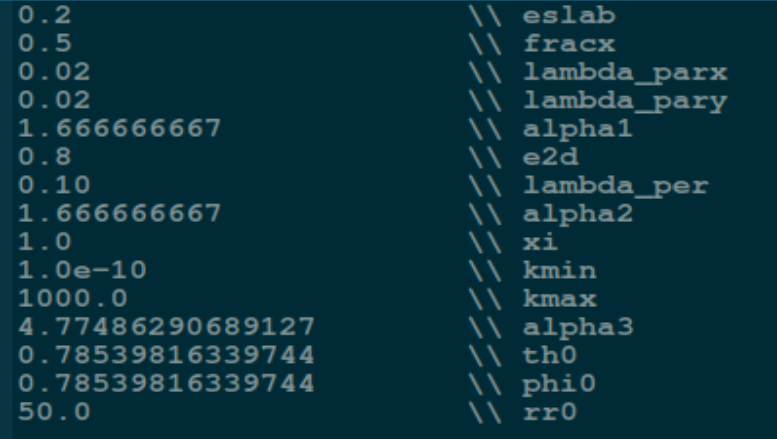 0.2 \\ eslab
0.5 \\ fracx
0.02 \\ lambda_parx
0.02 \\ lambda_pary
1.666666667 \\ alpha1
0.8 \\ e2d
0.10 \\ lambda_per
1.666666667 \\ alpha2
1.0 \\ xi
1.0e-10 \\ kmin
1000.0 \\ kmax
4.77486290689127 \\ alpha3
0.78539816339744 \\ th0
0.78539816339744 \\ phi0
50.0 \\ rr0